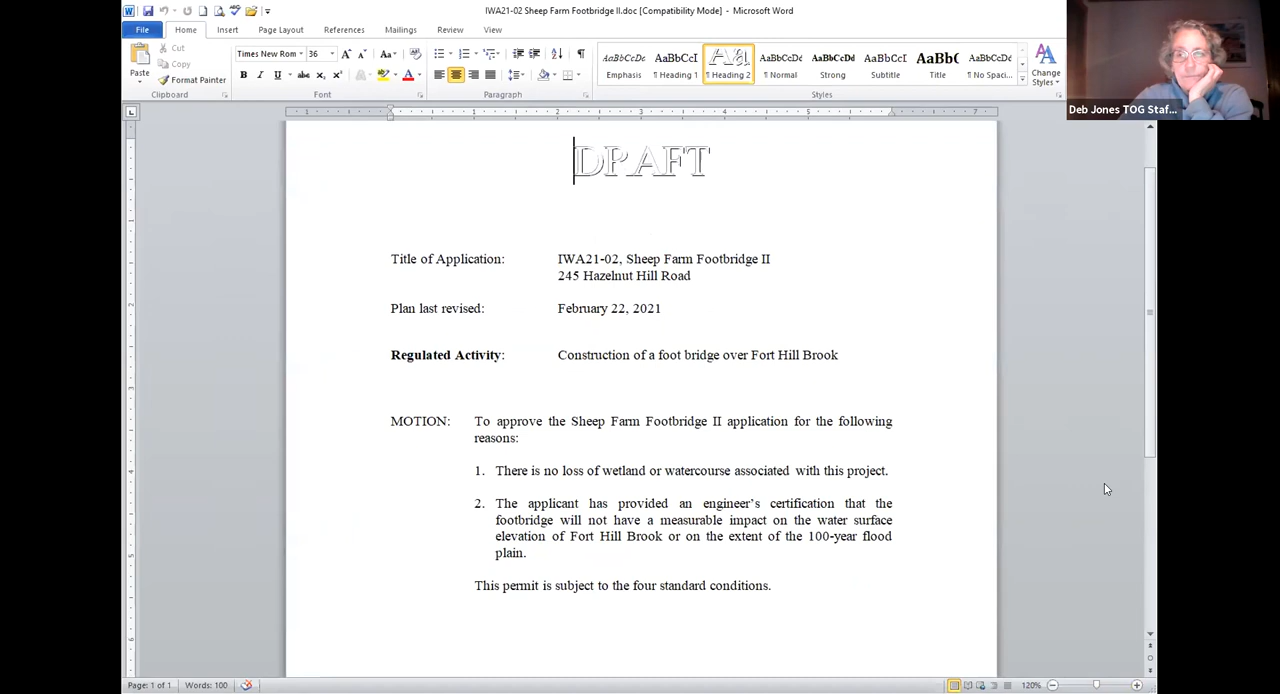 IWA21-02 Sheep Farm Footbridge II.doc [Compatibility Mode] - Microsoft Word
File Home Insert Page Layout References Mailings Review View
Cut
Copy
Format Painter
Paste
Times New Rom 36
Emphasis Heading 1 Heading 2 Normal Strong Subtitle Title No Spaci...
Change
Styles
Clipboard Font Paragraph Styles
Deb Jones TOG Staf...
DRAFT
Title of Application: IWA21-02, Sheep Farm Footbridge II
245 Hazelnut Hill Road
Plan last revised: February 22, 2021
Regulated Activity: Construction of a foot bridge over Fort Hill Brook
MOTION: To approve the Sheep Farm Footbridge II application for the following
reasons:
1. There is no loss of wetland or watercourse associated with this project.
2. The applicant has provided an engineer's certification that the
footbridge will not have a measurable impact on the water surface
elevation of Fort Hill Brook or on the extent of the 100-year flood
plain.
This permit is subject to the four standard conditions.
Page: 1 of 1 Words: 100 120%